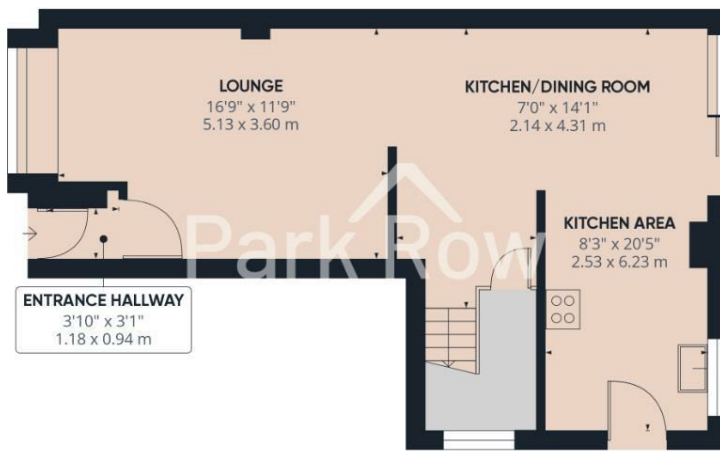 LOUNGE
16'9" x 11'9"
5.13 x 3.60 m
KITCHEN/DINING ROOM
7'0" x 14'1"
2.14 x 4.31 m
KITCHEN AREA
8'3" x 20'5"
2.53 x 6.23 m
Park Row
ENTRANCE HALLWAY
3'10" x 3'1"
1.18 x 0.94 m